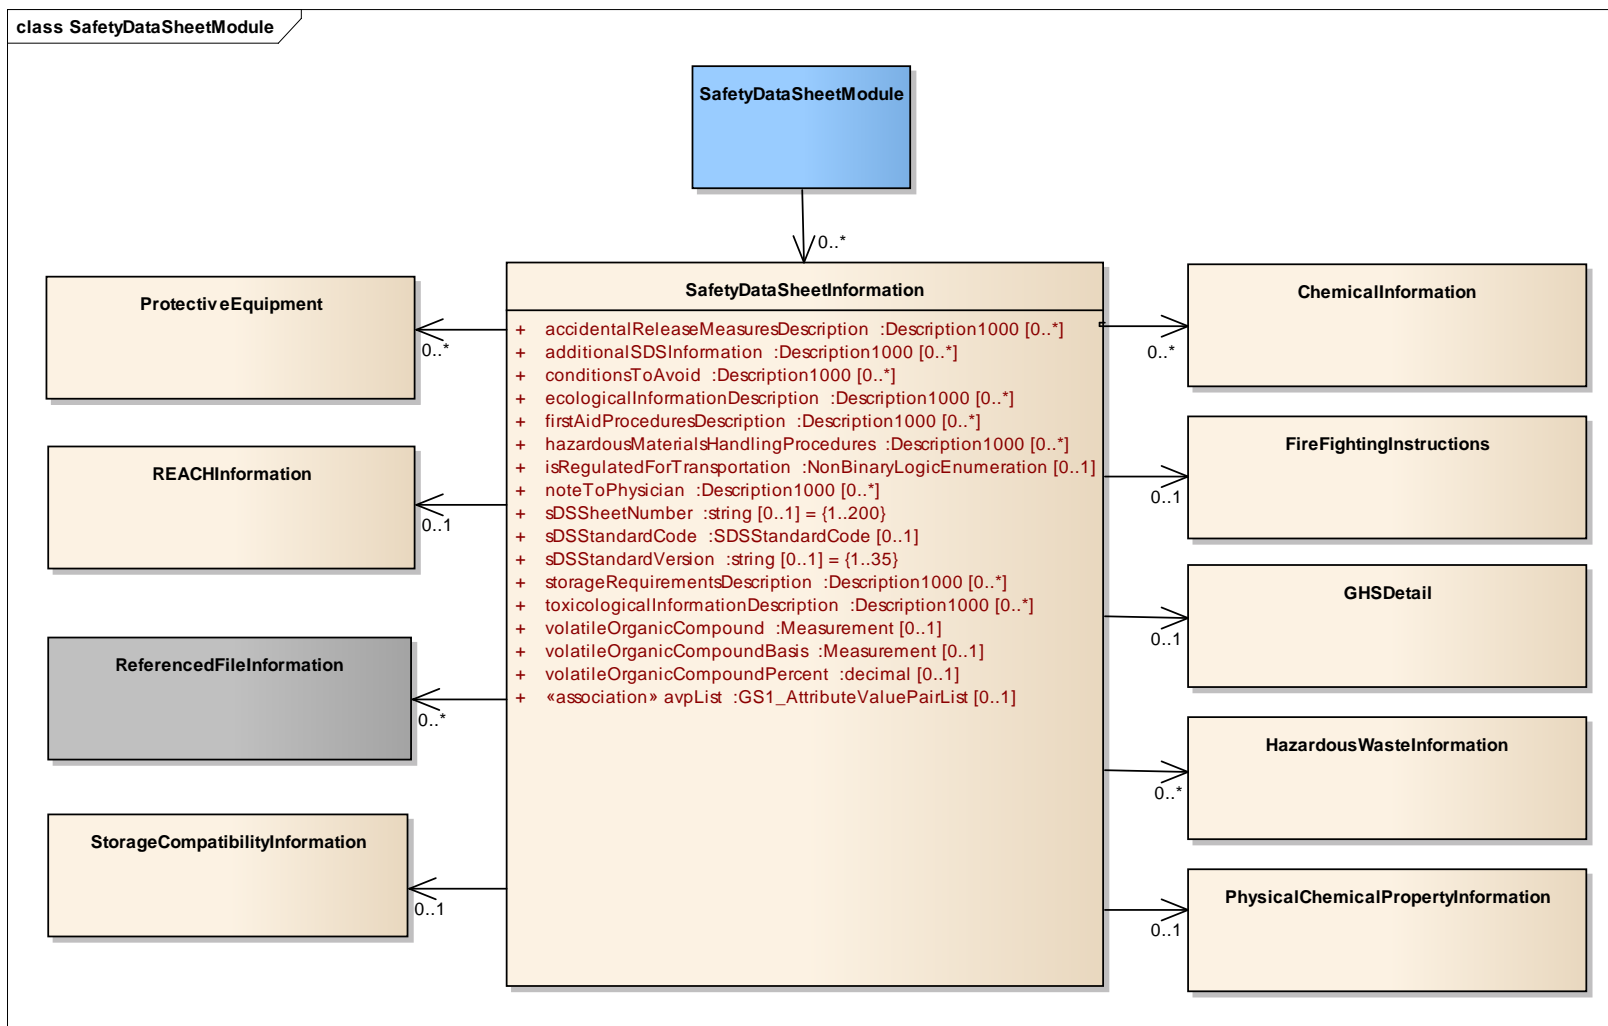 class SafetyDataSheetModule
SafetyDataSheetModule
0..*
SafetyDataSheetInformation
+ accidentalReleaseMeasuresDescription :Description1000 [0..*]
+ additionalSDSInformation :Description1000 [0..*]
+ conditionsToAvoid :Description1000 [0..*]
+ ecologicalInformationDescription :Description1000 [0..*]
+ firstAidProceduresDescription :Description1000 [0..*]
+ hazardousMaterialsHandlingProcedures :Description1000 [0..*]
+ isRegulatedForTransportation :NonBinaryLogicEnumeration [0..1]
+ noteToPhysician :Description1000 [0..*]
+ sDSSheetNumber :string [0..1] = {1..200}
+ sDSStandardCode :SDSStandardCode [0..1]
+ sDSStandardVersion :string [0..1] = {1..35}
+ storageRequirementsDescription :Description1000 [0..*]
+ toxicologicalInformationDescription :Description1000 [0..*]
+ volatileOrganicCompound :Measurement [0..1]
+ volatileOrganicCompoundBasis :Measurement [0..1]
+ volatileOrganicCompoundPercent :decimal [0..1]
+ «association» avpList :GS1_AttributeValuePairList [0..1]
ProtectiveEquipment
0..*
REACHInformation
0..1
ReferencedFileInformation
0..*
StorageCompatibilityInformation
0..1
ChemicalInformation
0..*
FireFightingInstructions
0..1
GHSDetail
0..1
HazardousWasteInformation
0..*
PhysicalChemicalPropertyInformation
0..1